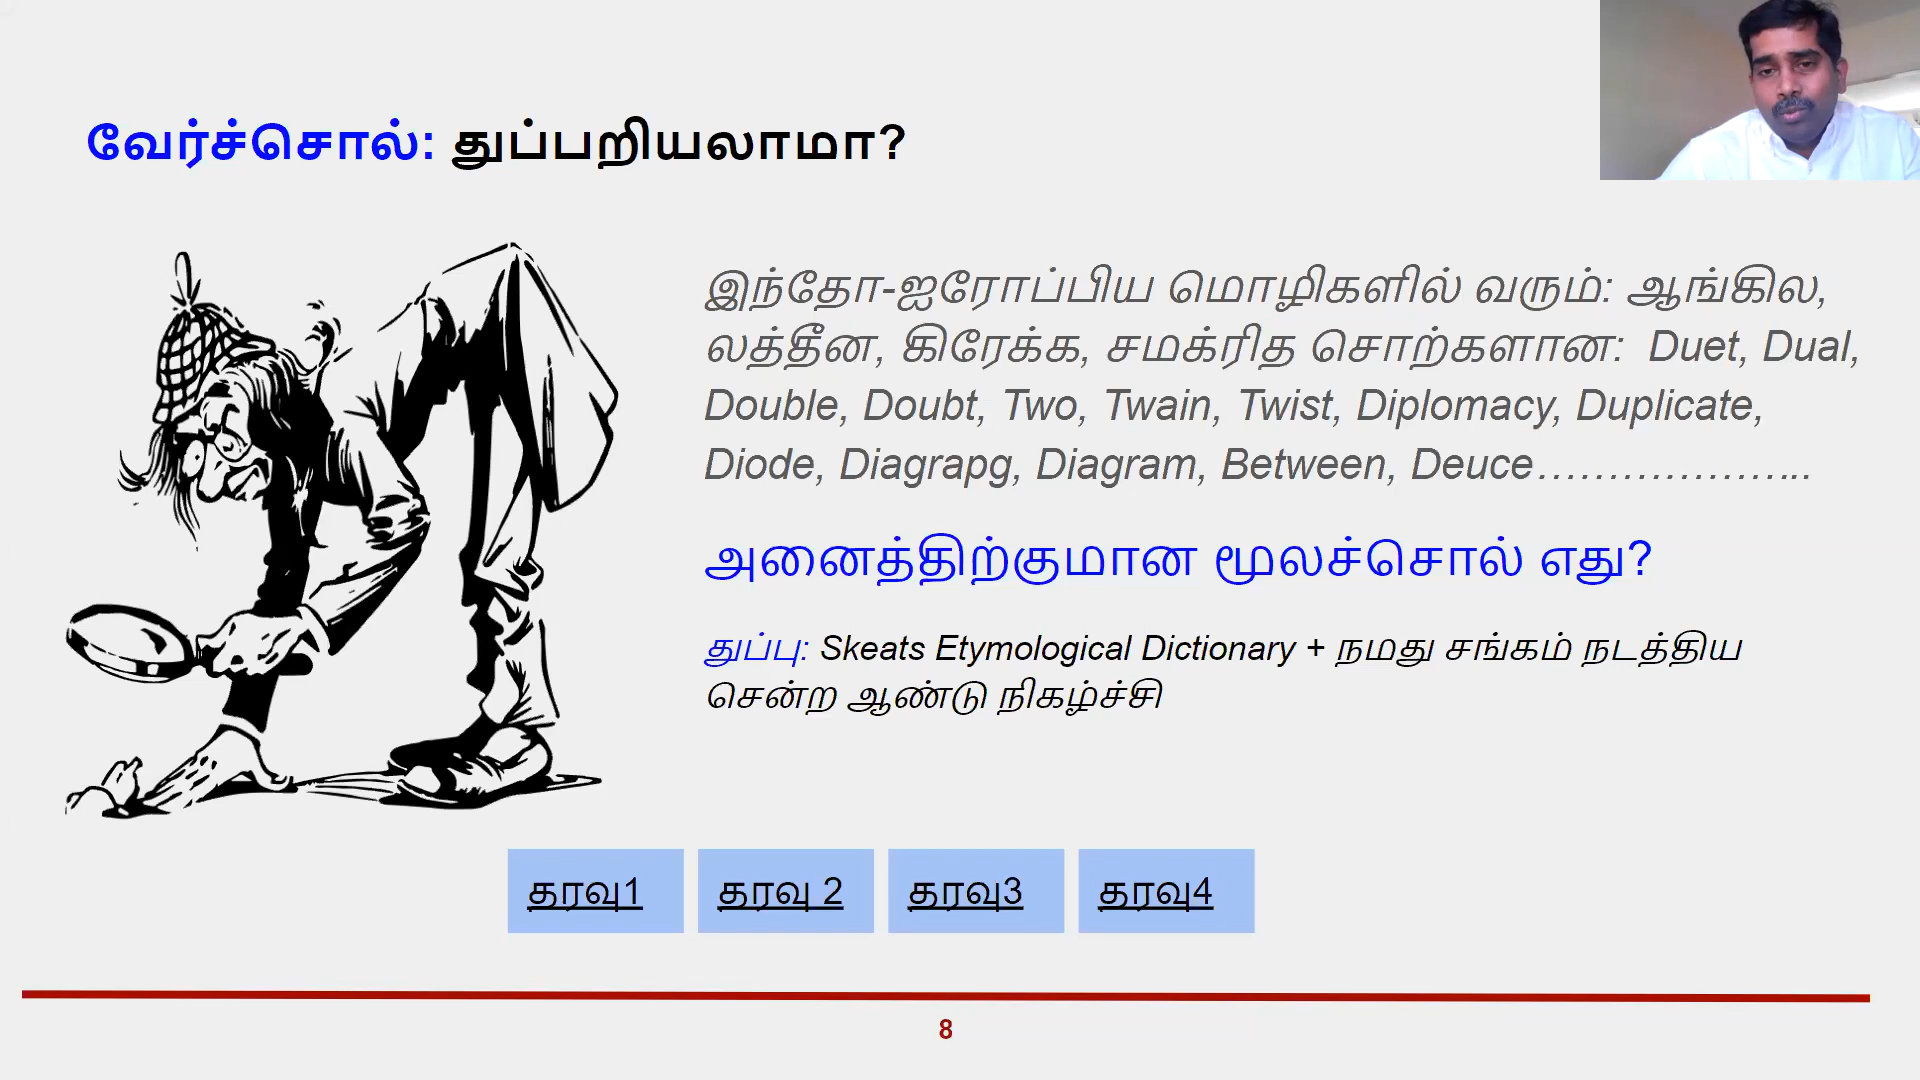 வேர்ச்சொல்: துப்பறியலாமா?
இந்தோ-ஐரோப்பிய மொழிகளில் வரும்: ஆங்கில,
லத்தீன, கிரேக்க, சமக்ரித சொற்களான: Duet, Dual,
Double, Doubt, Two, Twain, Twist, Diplomacy, Duplicate,
Diode, Diagrapg, Diagram, Between, Deuce………………..
அனைத்திற்குமான மூலச்சொல் எது?
துப்பு: Skeats Etymological Dictionary + நமது சங்கம் நடத்திய
சென்ற ஆண்டு நிகழ்ச்சி
தரவு1
தரவு 2
தரவு3
தரவு4
8